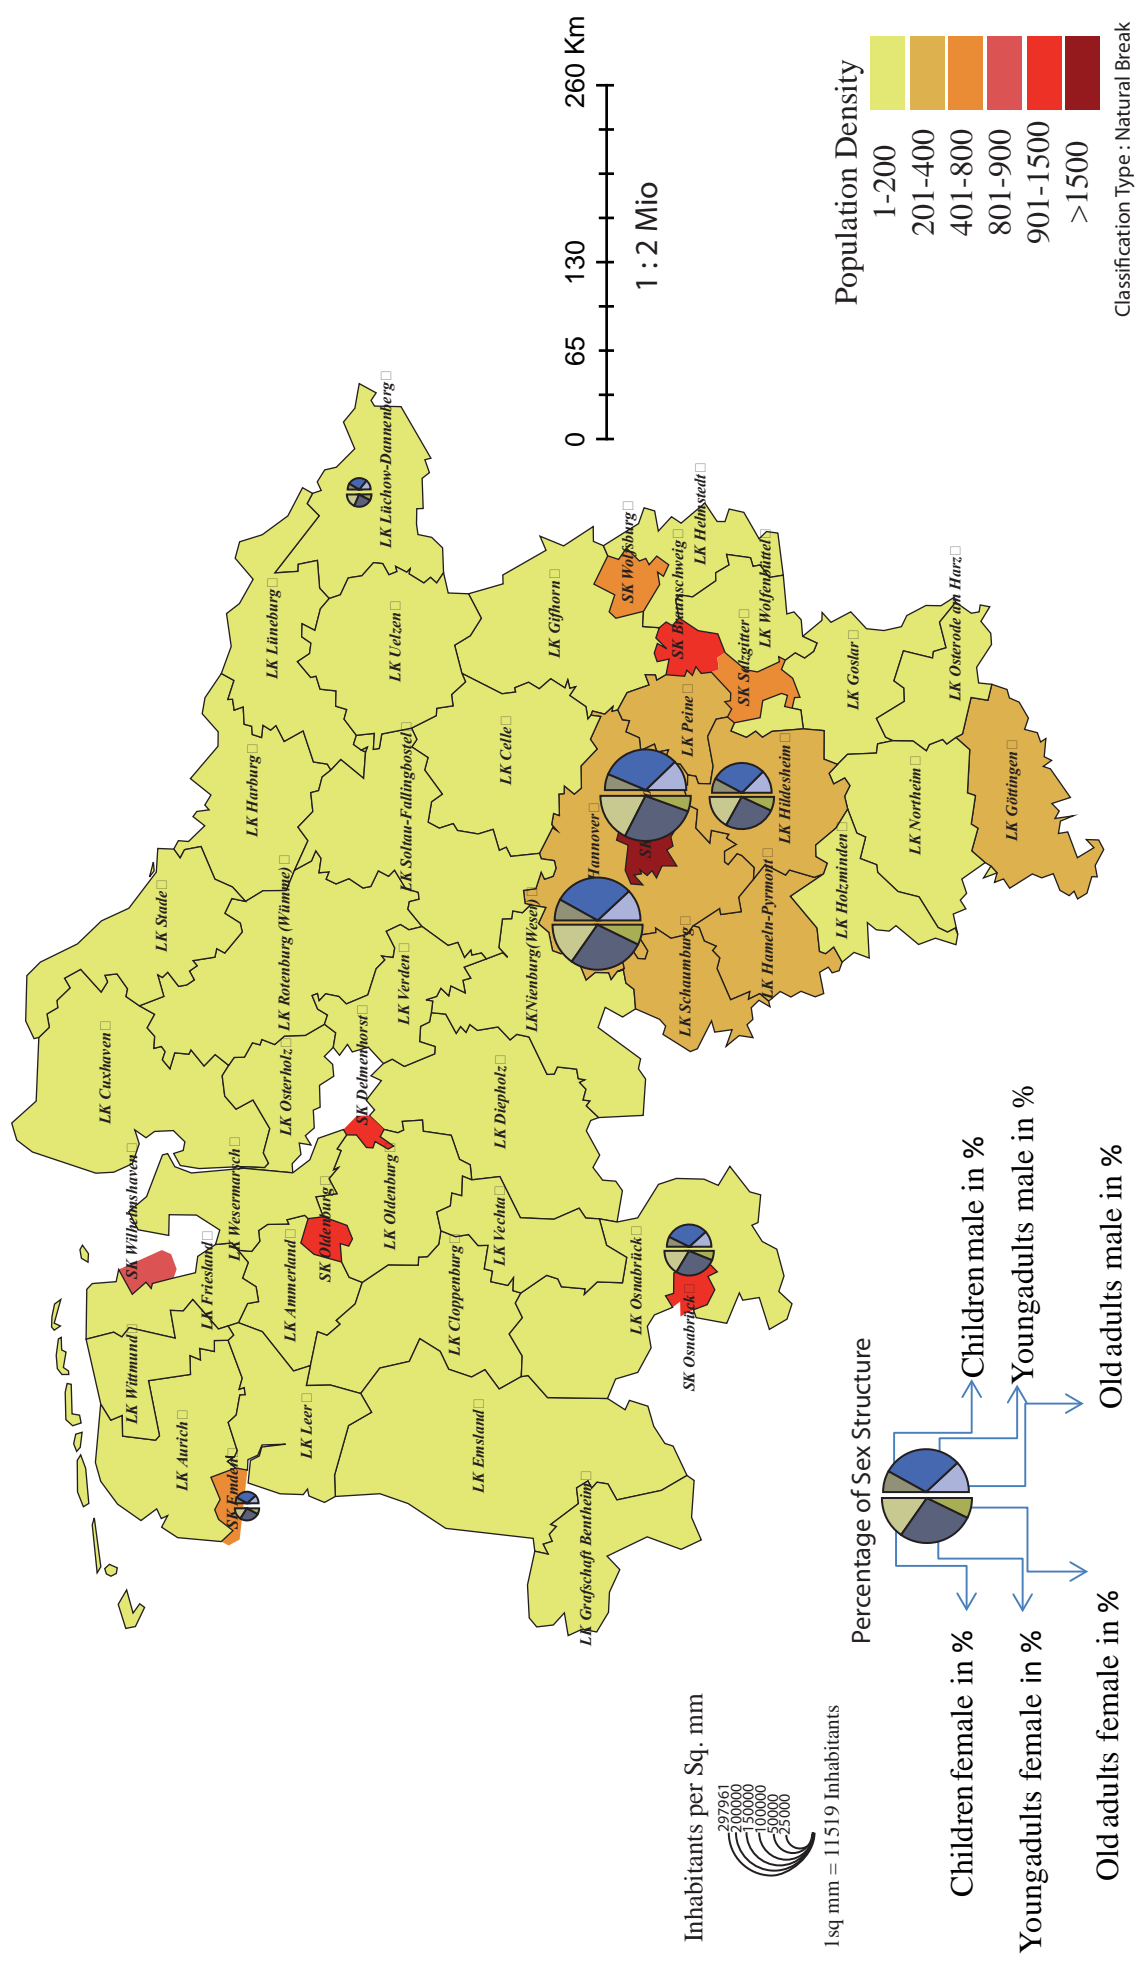 LK Cuxhaven
LK Stade
SK Wilhelmshaven
LK Wittmund
LK Aurich
LK Friesland
LK Wesermarsch
SK Emden
LK Leer
LK Ammerland
SK Oldenburg
LK Osterholz
LK Rotenburg (Wümme)
LK Harburg
LK Lüneburg
LK Lüchow-Dannenberg
LK Uelzen
LK Soltau-Fallingbostel
LK Verden
SK Delmenhorst
LK Oldenburg
LK Cloppenburg
LK Emsland
LK Vechta
LK Diepholz
LKNienburg(Weser)
LK Celle
LK Gifhorn
LK Grafschaft Bentheim
LK Osnabrück
SK Osnabrück
Hannover
SK
LK Schaumburg
LK Peine
SK Wolfsburg
SK Braunschweig
LK Helmstedt
SK Salzgitter
LK Wolfenbüttel
LK Hildesheim
LK Hameln-Pyrmont
LK Holzminden
LK Goslar
LK Northeim
LK Osterode am Harz
LK Göttingen
0 65 130 260 Km
1 : 2 Mio
Population Density
1-200
201-400
401-800
801-900
901-1500
>1500
Classification Type : Natural Break
Inhabitants per Sq. mm
297961
200000
150000
100000
50000
25000
1sq mm = 11519 Inhabitants
Percentage of Sex Structure
Children female in %
Youngadults female in %
Old adults female in %
Children male in %
Youngadults male in %
Old adults male in %